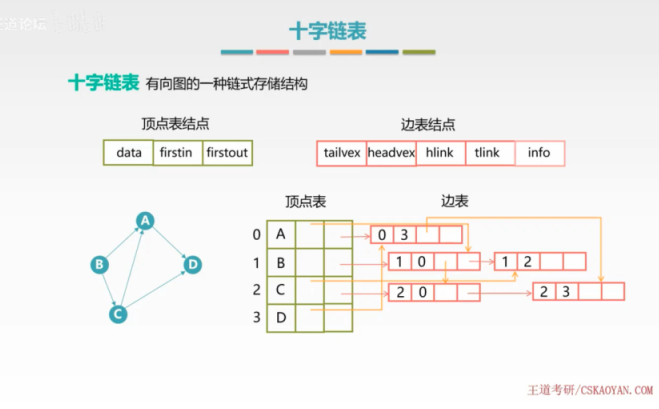 论坛
十字链表
十字链表 有向图的一种链式存储结构
顶点表结点 边表结点
data firstin firstout tailvex headvex hlink tlink info
顶点表 边表
A
B
D
C
0 A 0 3
1 B 1 0 1 2
2 C 2 0 2 3
3 D
王道考研/CSKAOYAN.COM